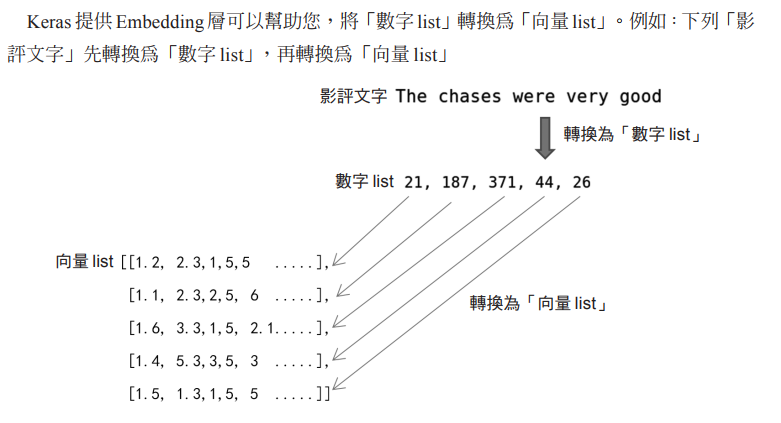 Keras 提供 Embedding 層可以幫助您，將「數字 list」轉換爲「向量 list」。例如：下列「影
評文字」先轉換爲「數字 list」，再轉換爲「向量 list」
影評文字 The chases were very good
轉換為「數字 list」
數字 list 21, 187, 371, 44, 26
向量 list [[1.2, 2.3,1,5,5 .....],
[1.1, 2.3,2,5, 6 .....],
轉換為「向量 list」
[1.6, 3.3,1,5, 2.1.....],
[1.4, 5.3,3,5, 3 .....],
[1.5, 1.3,1,5, 5 .....]]